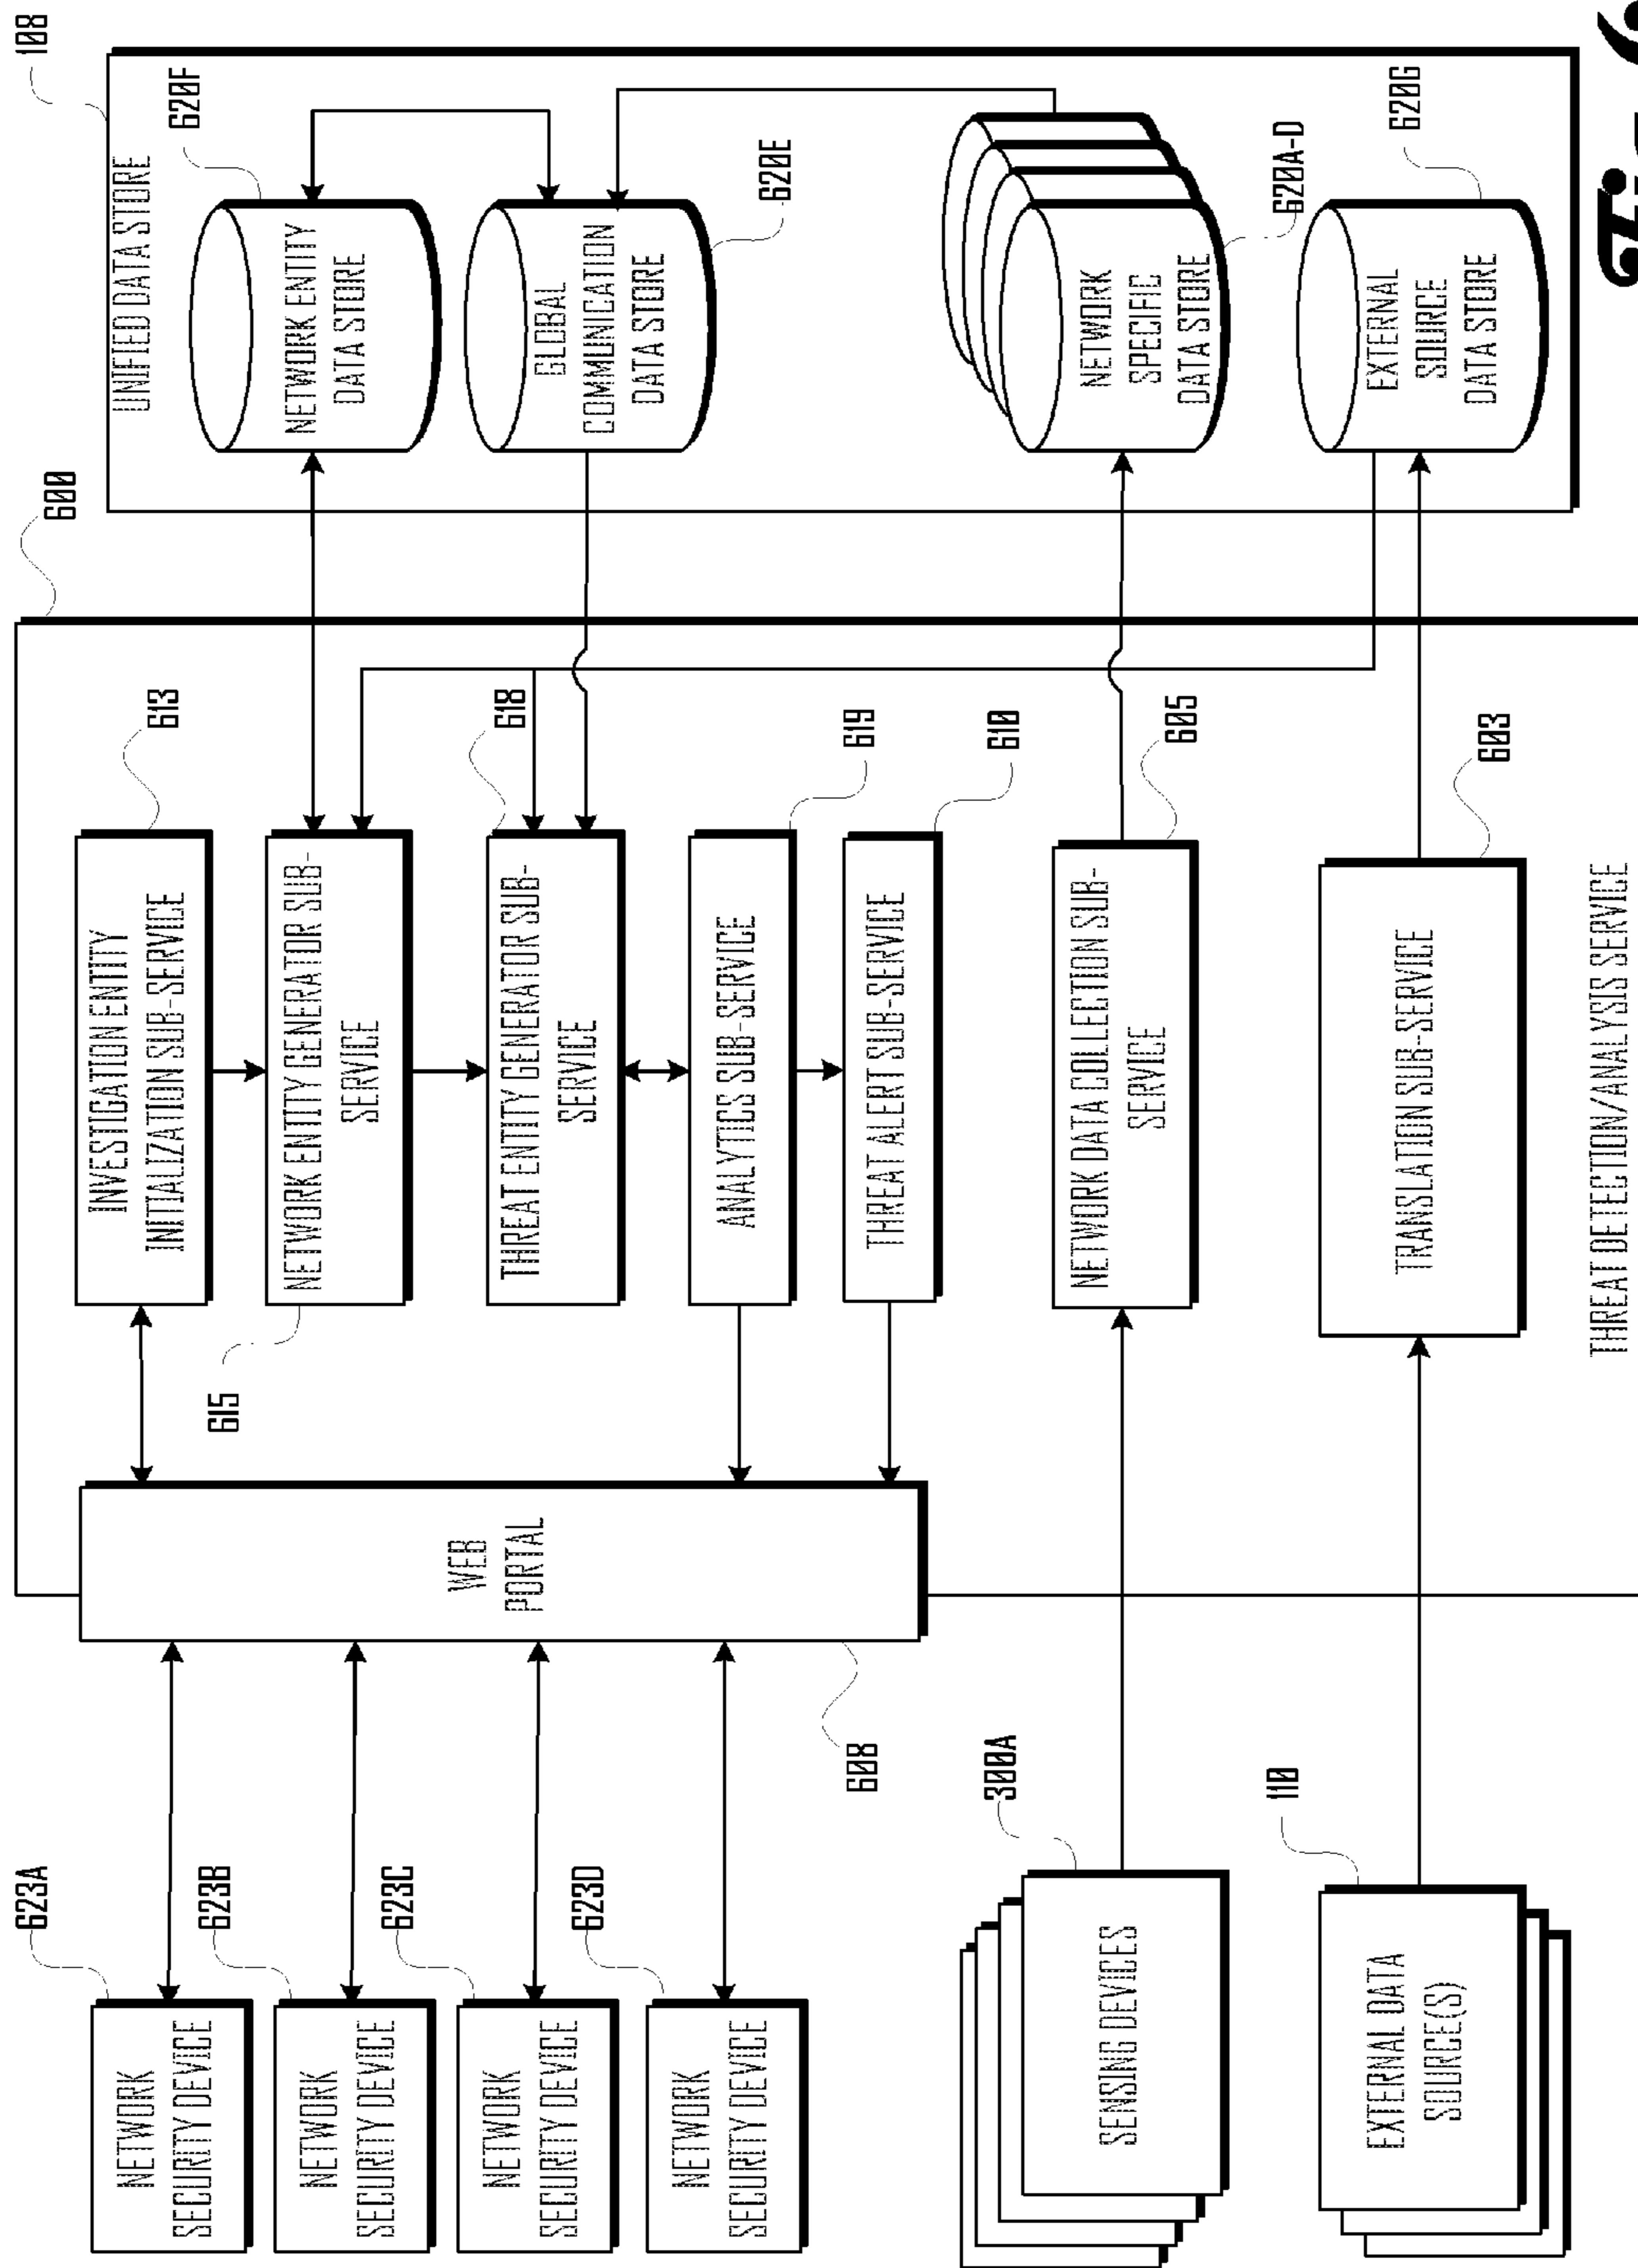 623A
NETWORK
SECURITY DEVICE
623B
NETWORK
SECURITY DEVICE
623C
NETWORK
SECURITY DEVICE
623D
NETWORK
SECURITY DEVICE
300A
SENSING DEVICES
110
EXTERNAL DATA
SOURCE(S)
WEB
PORTAL
608
613
INVESTIGATION ENTITY
INITIALIZATION SUB-SERVICE
615
NETWORK ENTITY GENERATOR SUB-
SERVICE
618
THREAT ENTITY GENERATOR SUB-
SERVICE
619
ANALYTICS SUB-SERVICE
610
THREAT ALERT SUB-SERVICE
605
NETWORK DATA COLLECTION SUB-
SERVICE
603
TRANSLATION SUB-SERVICE
THREAT DETECTION/ANALYSIS SERVICE
600
108
UNIFIED DATA STORE
620F
NETWORK ENTITY
DATA STORE
620E
GLOBAL
COMMUNICATION
DATA STORE
620A-D
NETWORK
SPECIFIC
DATA STORE
620G
EXTERNAL
SOURCE
DATA STORE